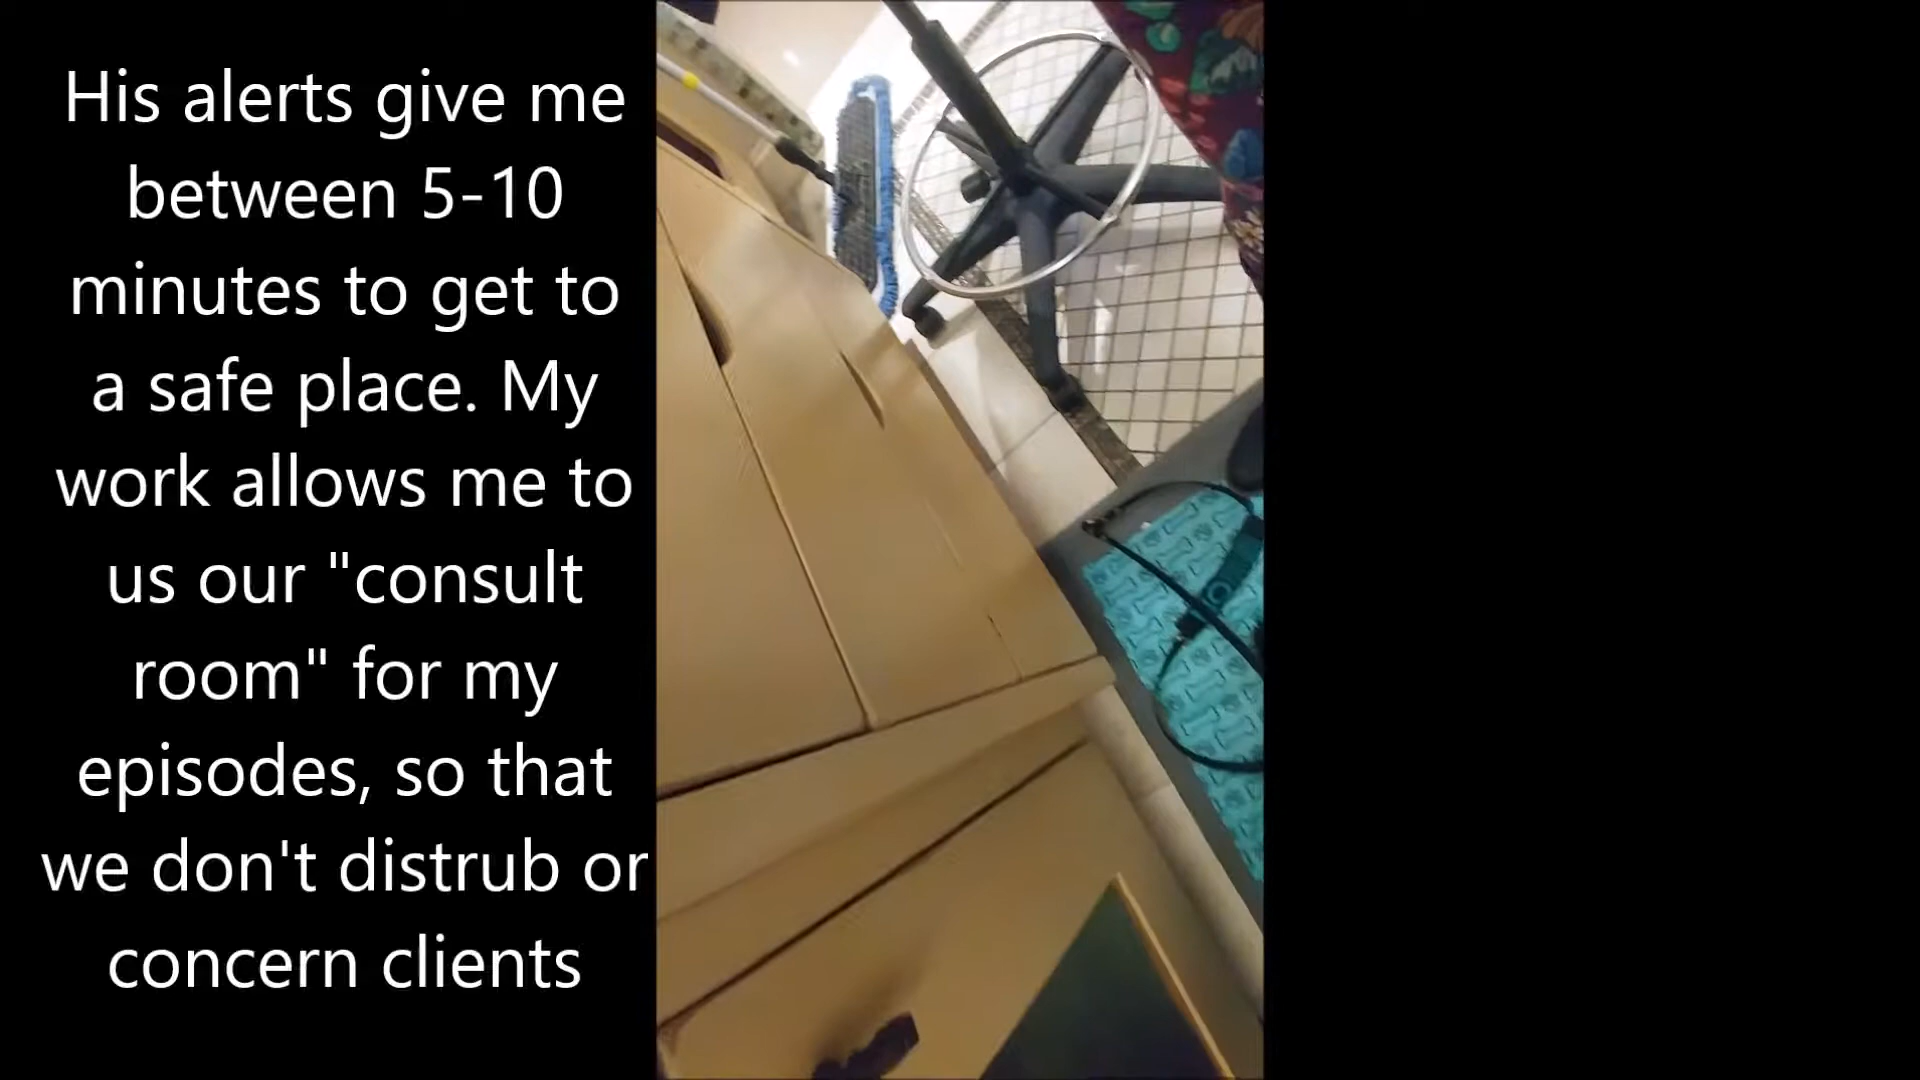 His alerts give me
between 5-10
minutes to get to
a safe place. My
work allows me to
us our "consult
room" for my
episodes, so that
we don't distrub or
concern clients